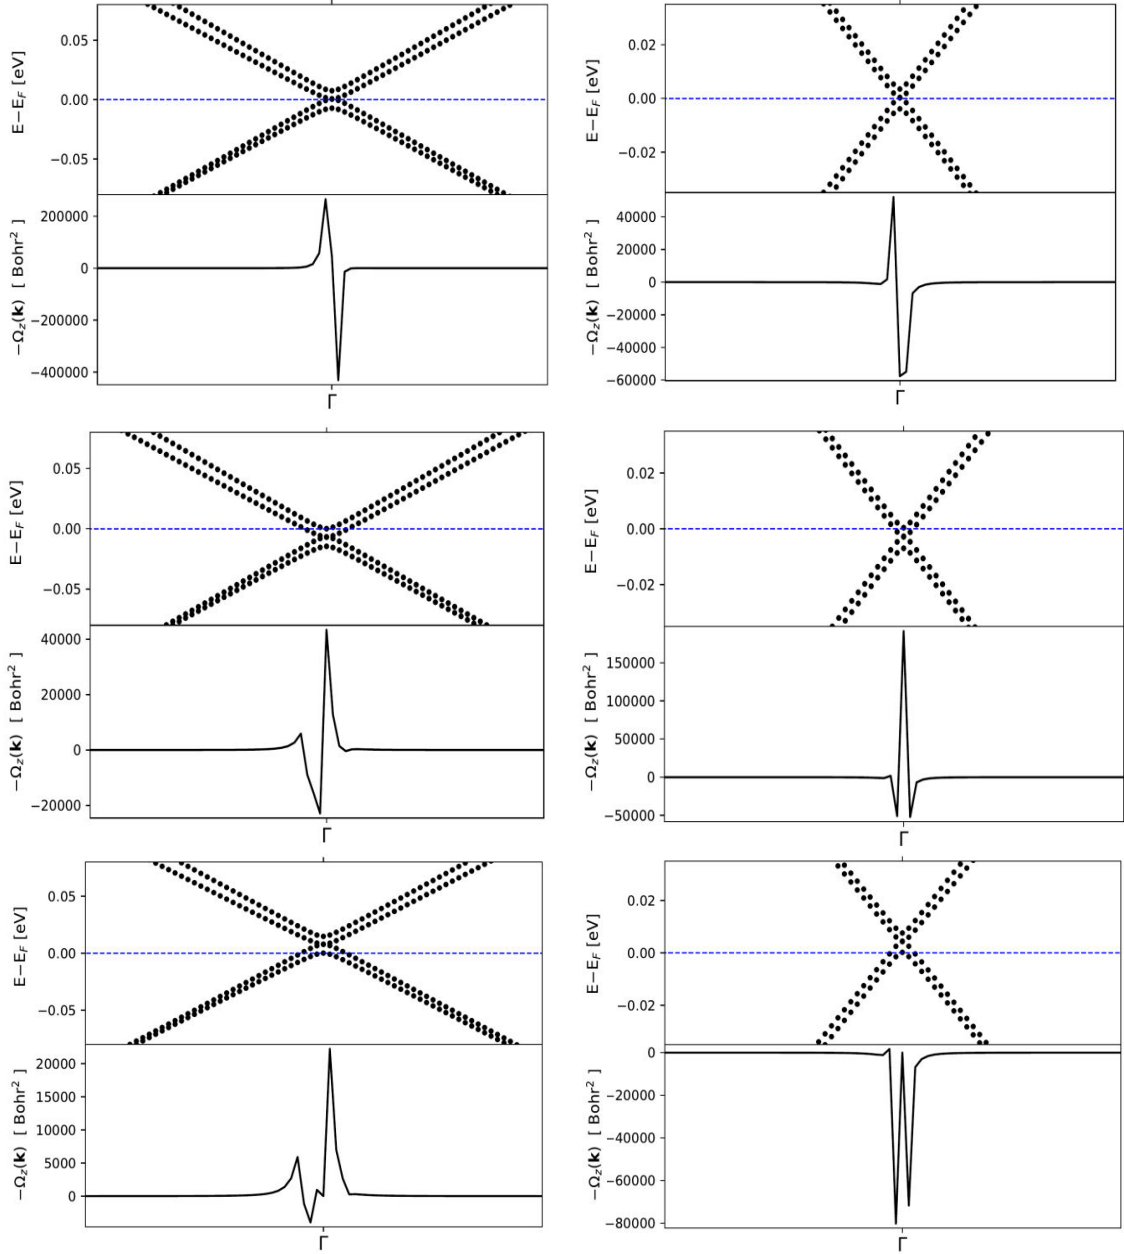 0.05
0.00
−0.05
E−E_F [eV]
200000
0
−200000
−400000
−Ω_z(k) [ Bohr² ]
Γ
0.02
0.00
−0.02
E−E_F [eV]
40000
20000
0
−20000
−40000
−60000
−Ω_z(k) [ Bohr² ]
Γ
0.05
0.00
−0.05
E−E_F [eV]
40000
20000
0
−20000
−Ω_z(k) [ Bohr² ]
Γ
0.02
0.00
−0.02
E−E_F [eV]
150000
100000
50000
0
−50000
−Ω_z(k) [ Bohr² ]
Γ
0.05
0.00
−0.05
E−E_F [eV]
20000
15000
10000
5000
0
−Ω_z(k) [ Bohr² ]
Γ
0.02
0.00
−0.02
E−E_F [eV]
0
−20000
−40000
−60000
−80000
−Ω_z(k) [ Bohr² ]
Γ